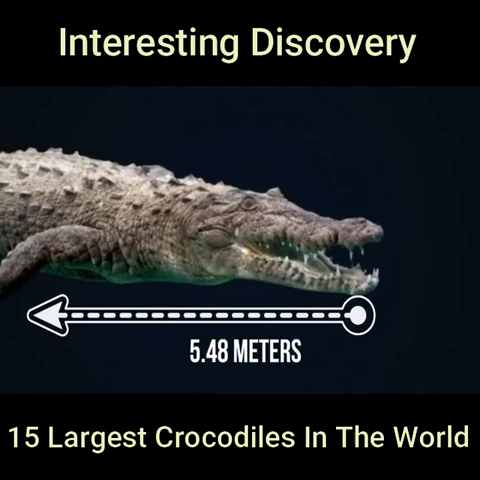 Interesting Discovery
5.48 METERS
15 Largest Crocodiles In The World